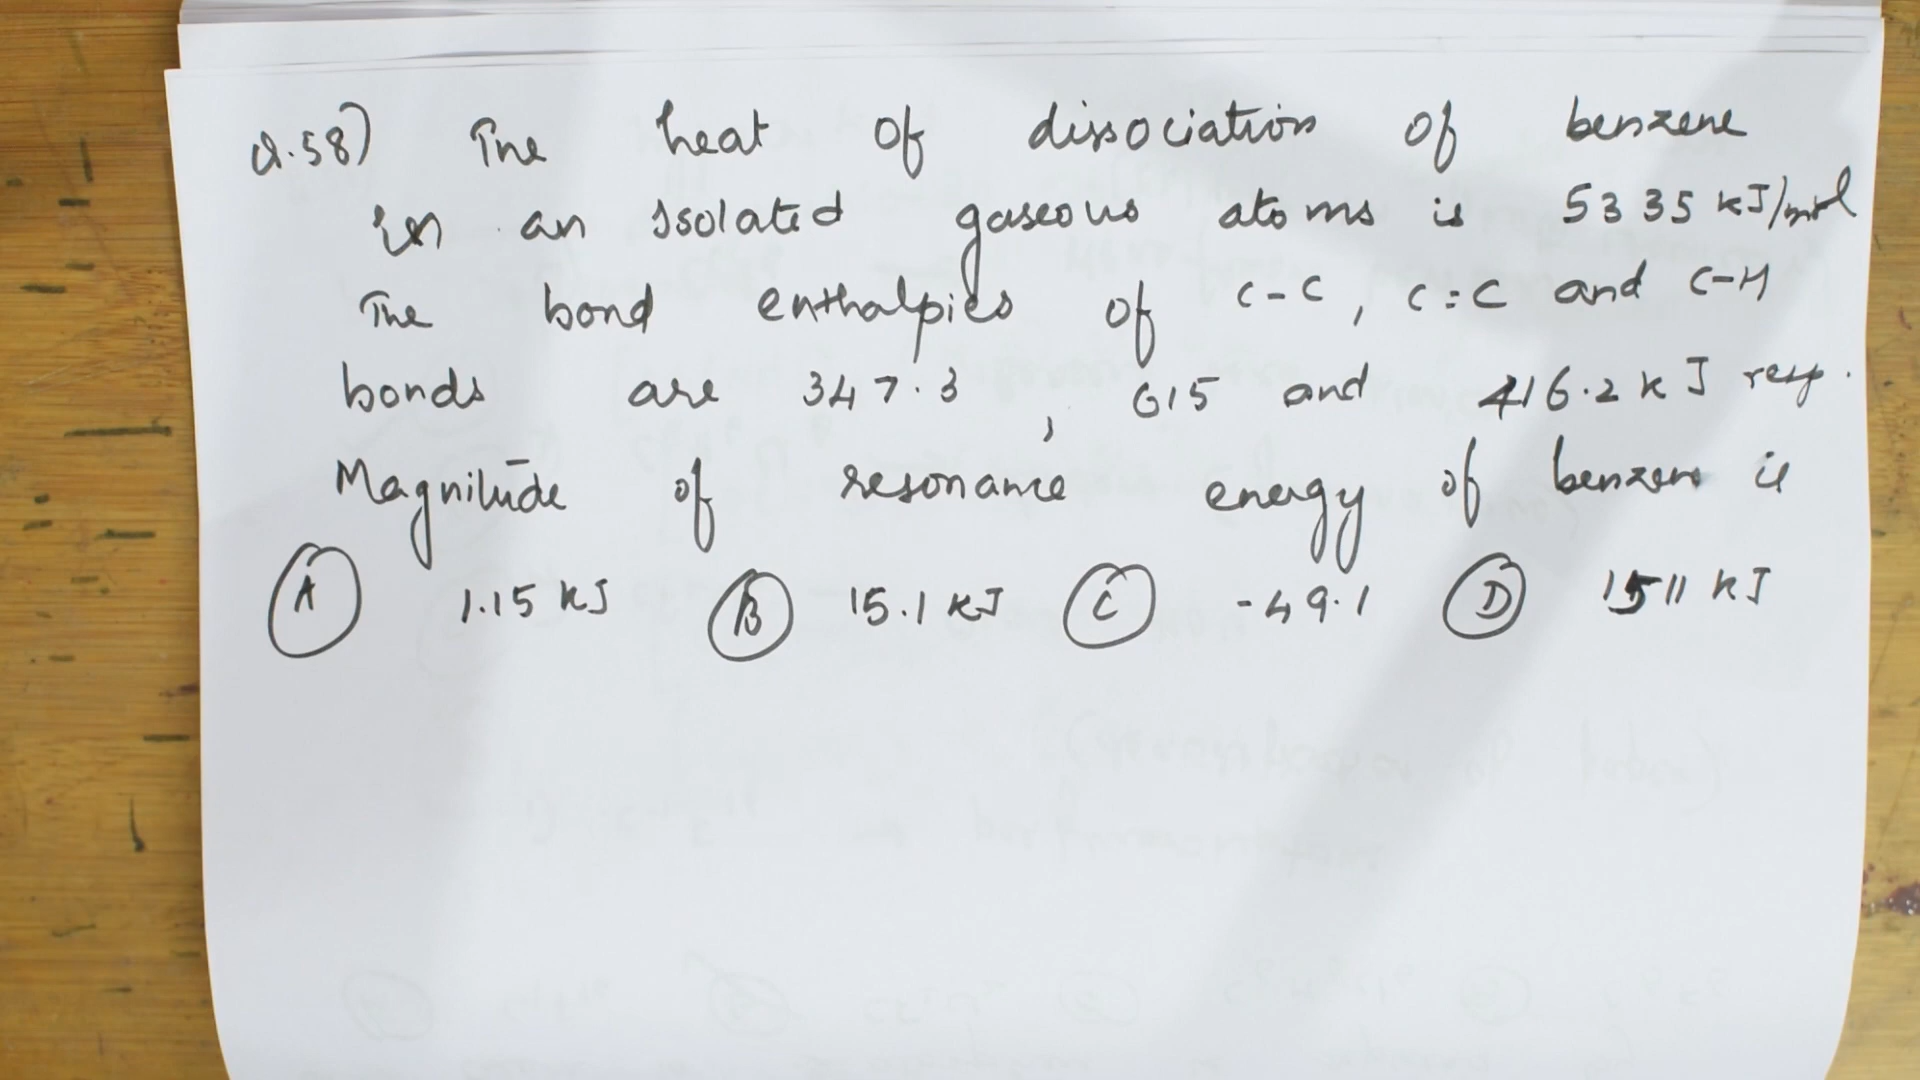 Q.58) The heat of dissociation of benzene
in an isolated gaseous atoms is 5335 kJ/mol
The bond enthalpies of C-C, C=C and C-H
bonds are 347.3, 615 and 416.2 kJ resp.
Magnitude of resonance energy of benzene is
A 1.15 kJ B 15.1 kJ C -49.1 D 1511 kJ